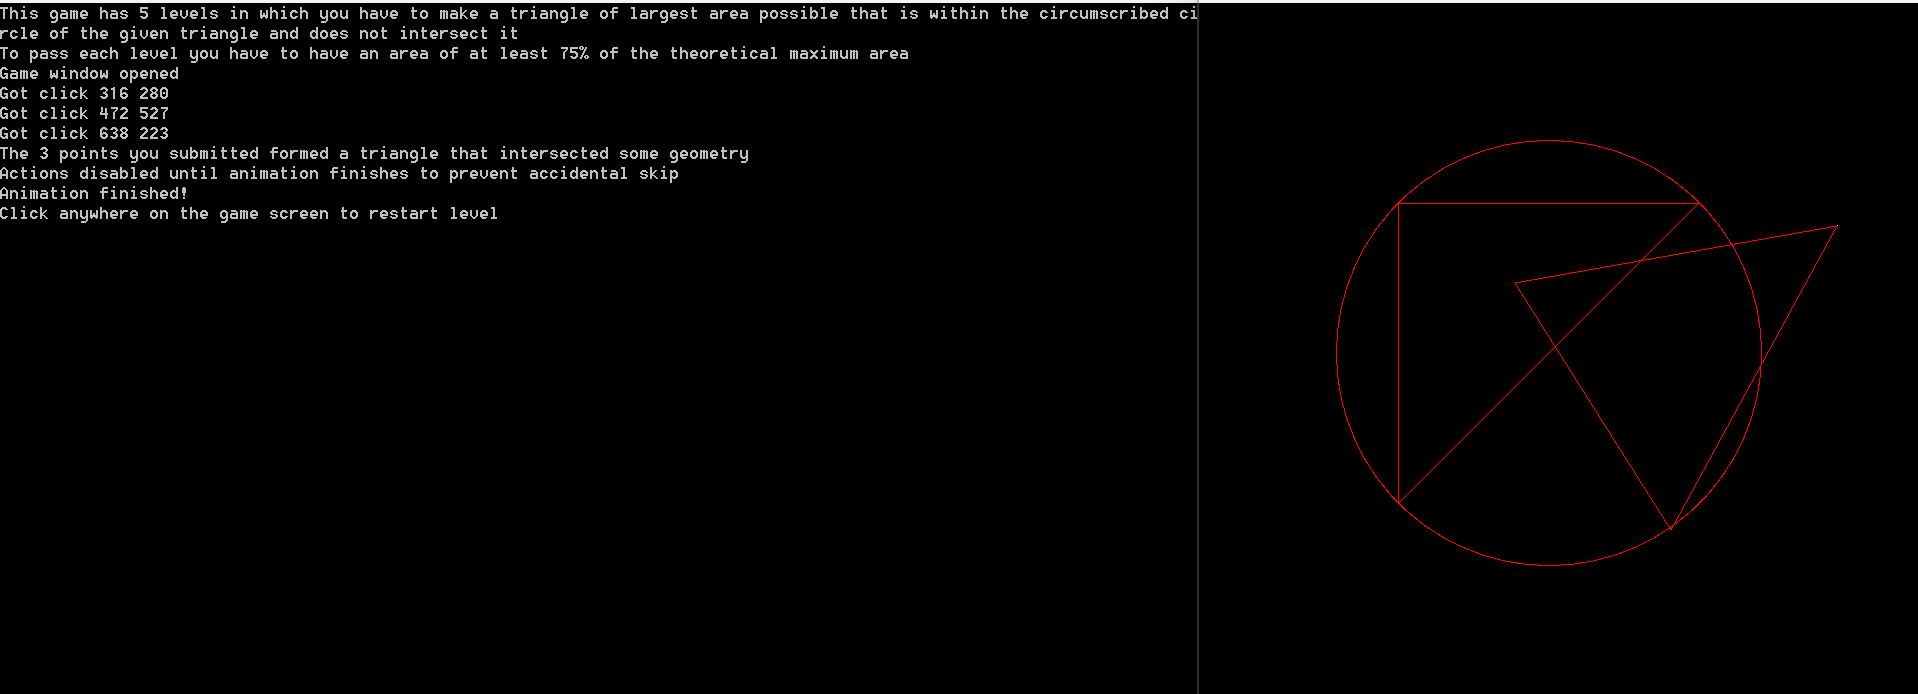 This game has 5 levels in which you have to make a triangle of largest area possible that is within the circumscribed ci
rcle of the given triangle and does not intersect it
To pass each level you have to have an area of at least 75% of the theoretical maximum area
Game window opened
Got click 316 280
Got click 472 527
Got click 638 223
The 3 points you submitted formed a triangle that intersected some geometry
Actions disabled until animation finishes to prevent accidental skip
Animation finished!
Click anywhere on the game screen to restart level